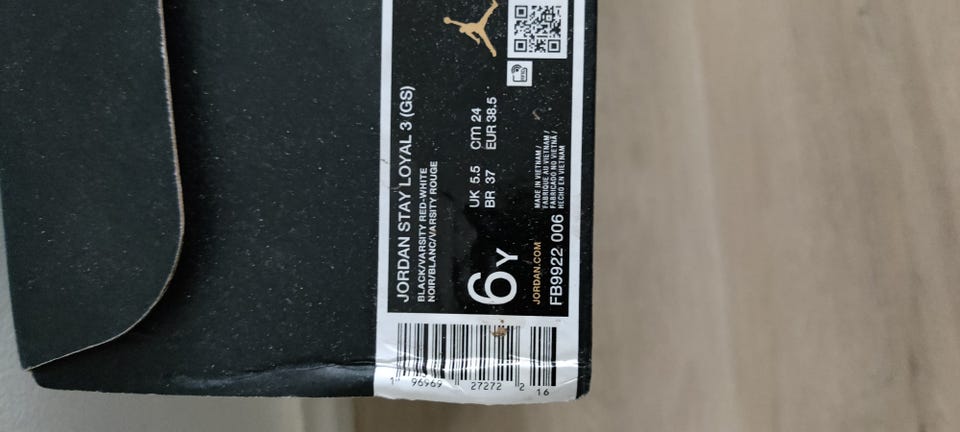 JORDAN STAY LOYAL 3 (GS)
BLACK/VARSITY RED-WHITE
NOIR/BLANC/VARSITY ROUGE
6Y
UK 5.5 cm 24
BR 37 EUR 38.5
JORDAN.COM
FB9922 006
MADE IN VIETNAM /
FABRIQUE AU VIETNAM /
FABRICADO NO VIETNÃ /
HECHO EN VIETNAM
1 96969 27272 2 16